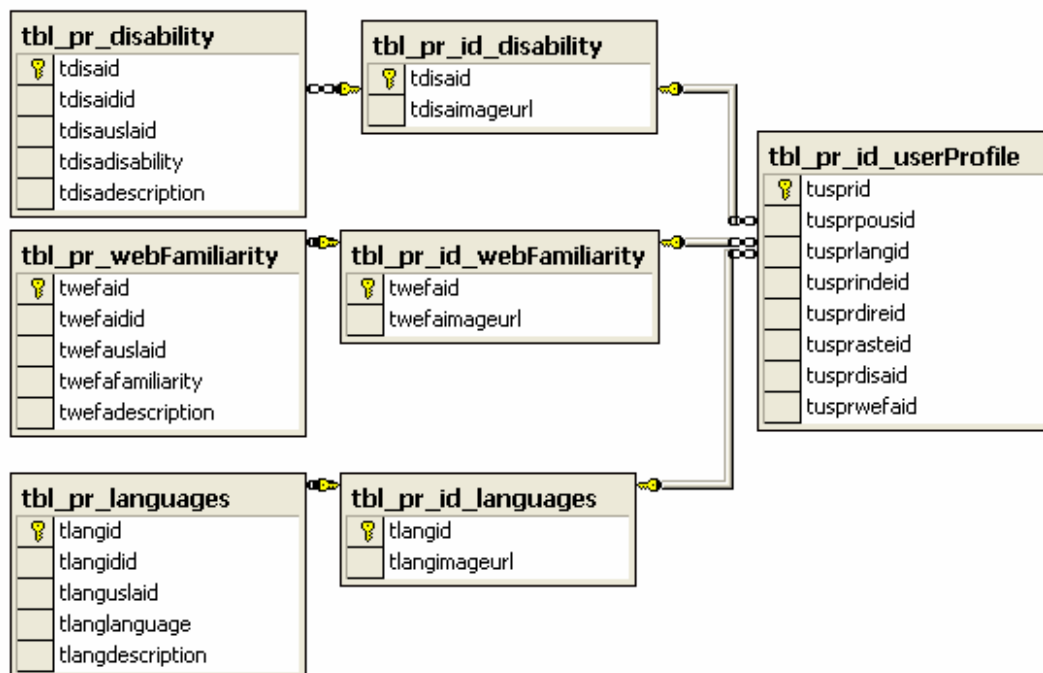 tbl_pr_disability
tdisaid
tdisaidid
tdisauslaid
tdisadisability
tdisadescription
tbl_pr_id_disability
tdisaid
tdisaimageurl
tbl_pr_id_userProfile
tusprid
tusprpousid
tusprlangid
tusprindeid
tusprdireid
tusprasteid
tusprdisaid
tusprwefaid
tbl_pr_webFamiliarity
twefaid
twefaidid
twefauslaid
twefafamiliarity
twefadescription
tbl_pr_id_webFamiliarity
twefaid
twefaimageurl
tbl_pr_languages
tlangid
tlangidid
tlanguslaid
tlanglanguage
tlangdescription
tbl_pr_id_languages
tlangid
tlangimageurl